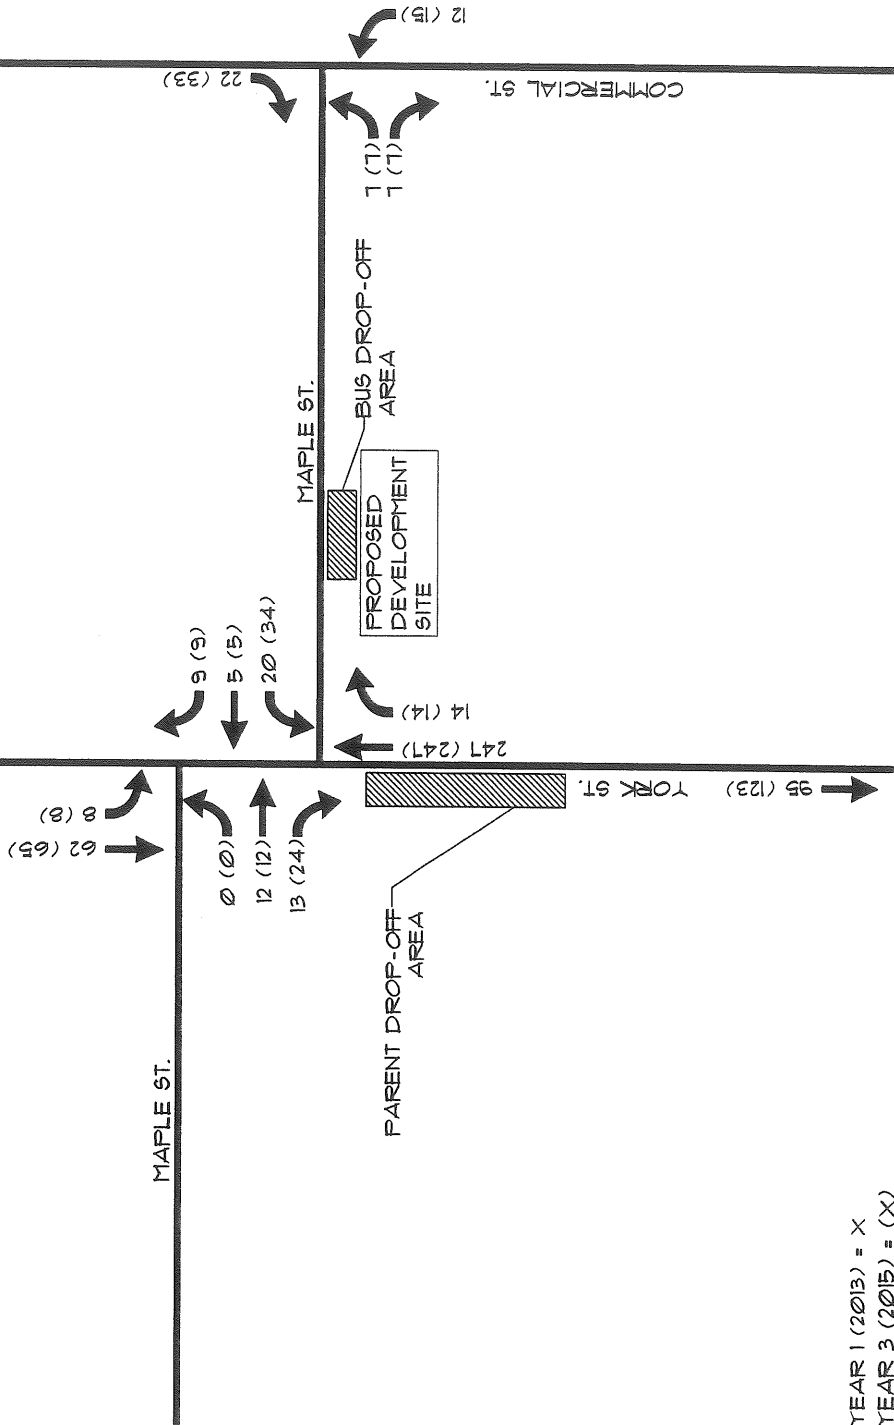 12 (15)
22 (33)
COMMERCIAL ST.
7 (7)
7 (7)
MAPLE ST.
BUS DROP-OFF
AREA
PROPOSED
DEVELOPMENT
SITE
9 (9)
5 (5)
20 (34)
14 (14)
247 (247)
8 (8)
62 (65)
YORK ST.
95 (123)
0 (0)
12 (12)
13 (24)
PARENT DROP-OFF
AREA
MAPLE ST.
YEAR 1 (2013) = X
YEAR 3 (2015) = (X)